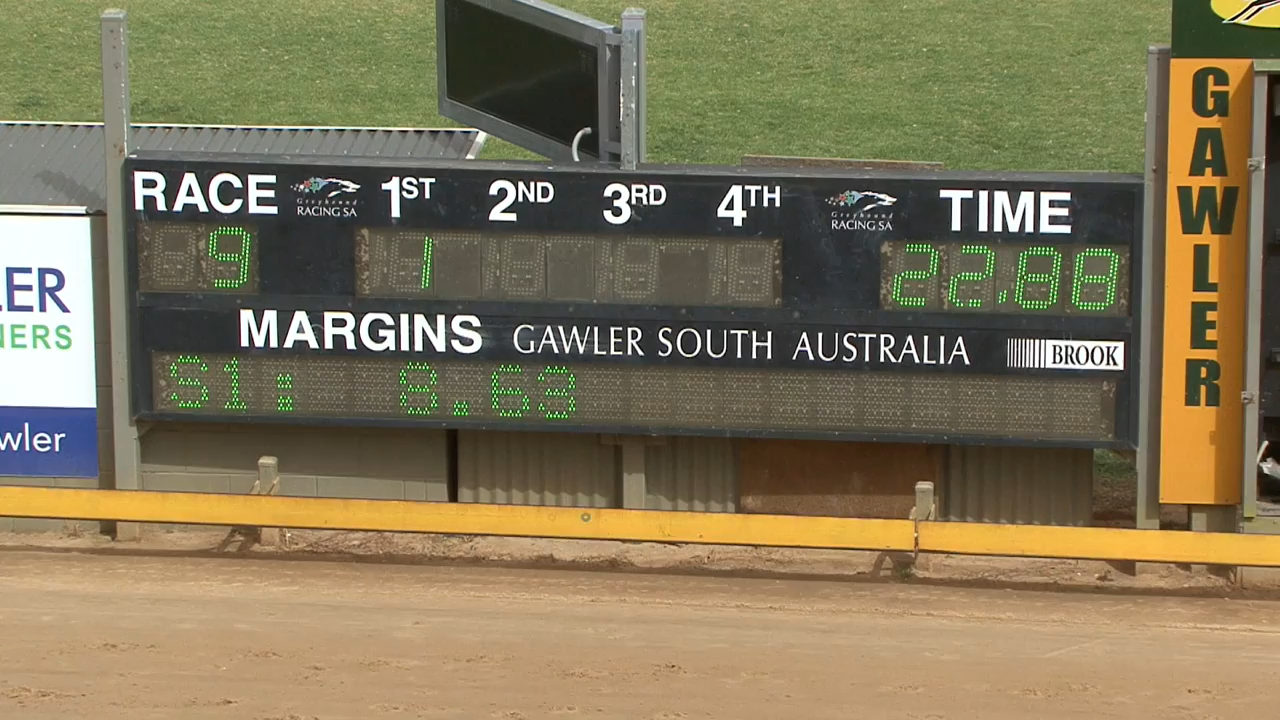 RACE Greyhound RACING SA 1ST 2ND 3RD 4TH Greyhound RACING SA TIME
9 1 22.88
MARGINS GAWLER SOUTH AUSTRALIA BROOK
S1: 8.63
LER
NERS
wler
GAWLER